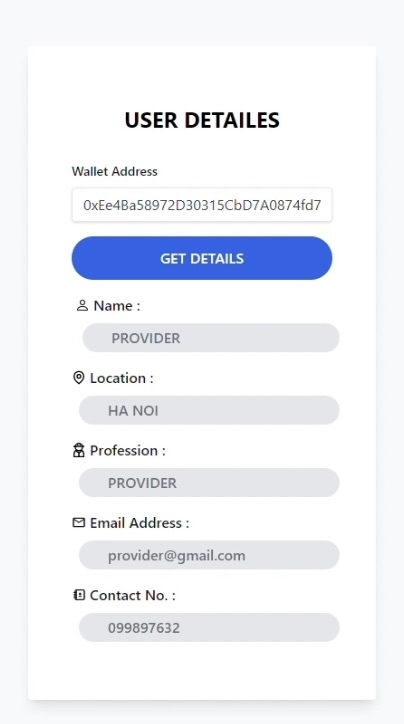 USER DETAILES
Wallet Address
0xEe4Ba58972D30315CbD7A0874fd7
GET DETAILS
Name :
PROVIDER
Location :
HA NOI
Profession :
PROVIDER
Email Address :
provider@gmail.com
Contact No. :
099897632